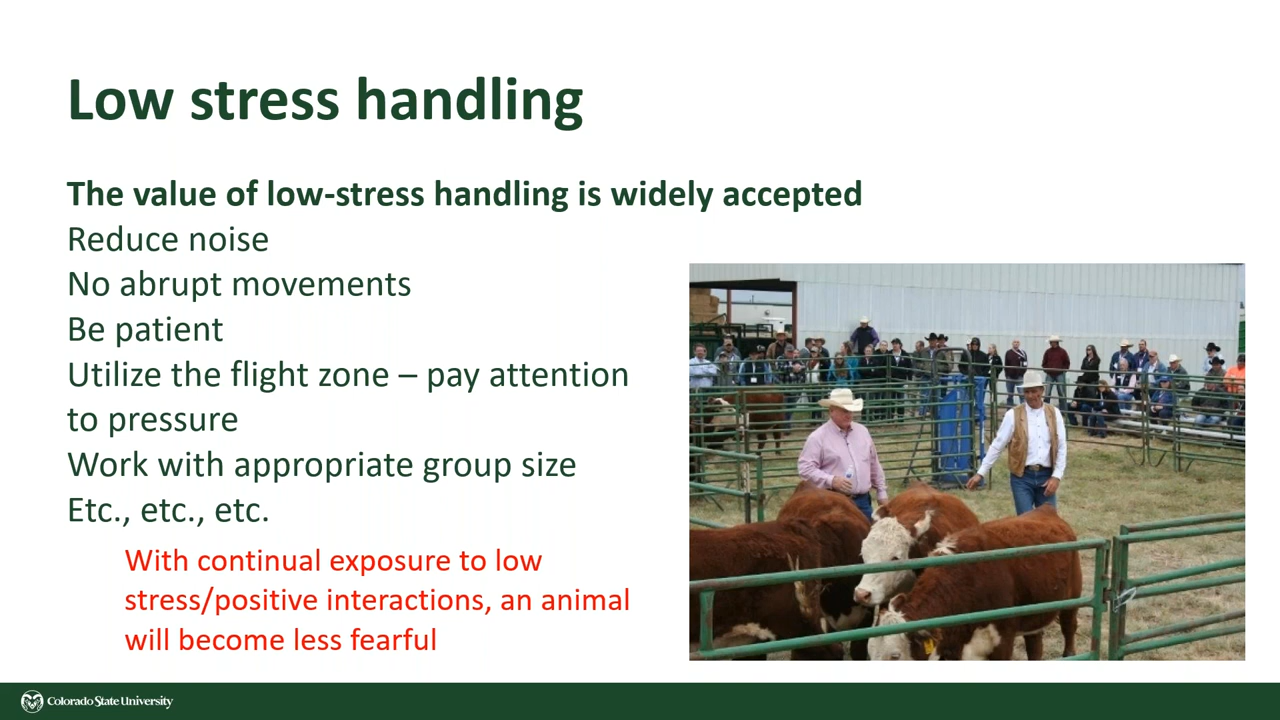 Low stress handling
The value of low-stress handling is widely accepted
Reduce noise
No abrupt movements
Be patient
Utilize the flight zone – pay attention
to pressure
Work with appropriate group size
Etc., etc., etc.
With continual exposure to low
stress/positive interactions, an animal
will become less fearful
Colorado State University